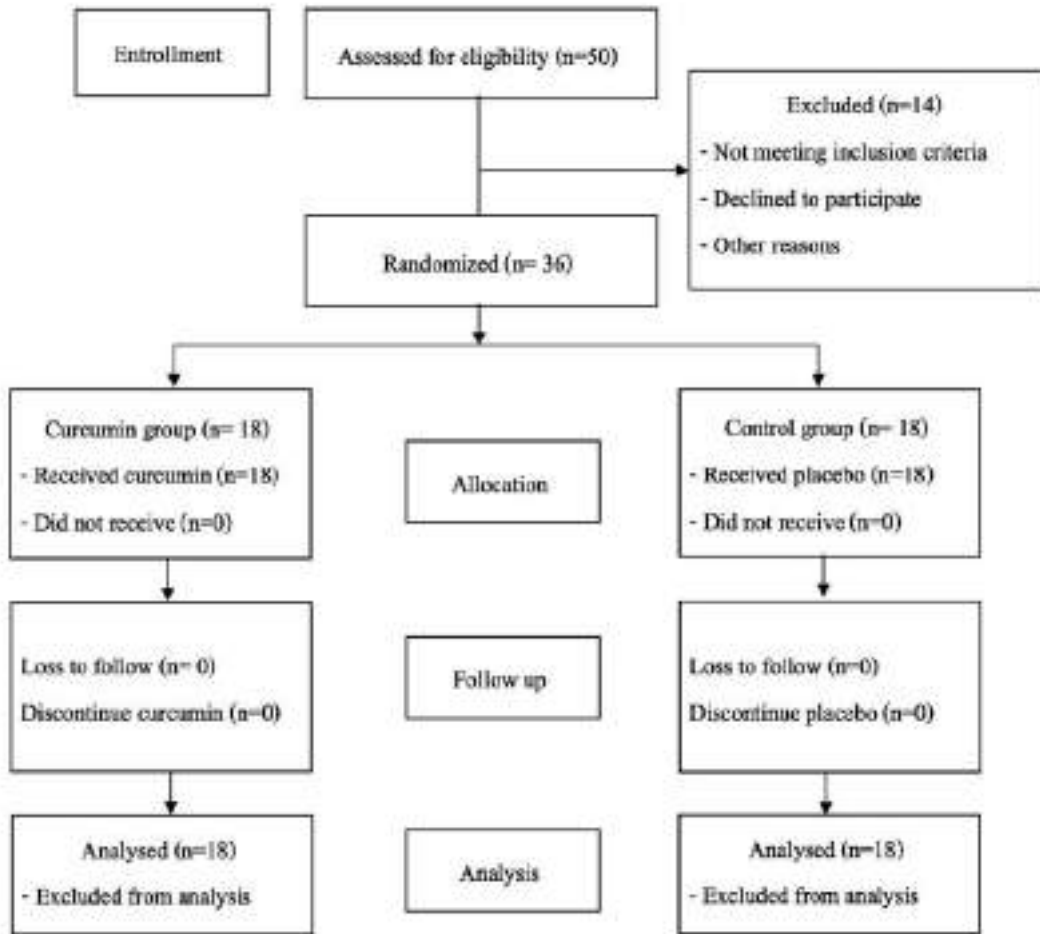 Entrollment
Assessed for eligibility (n=50)
Excluded (n=14)
- Not meeting inclusion criteria
- Declined to participate
- Other reasons
Randomized (n= 36)
Curcumin group (n= 18)
- Received curcumin (n=18)
- Did not receive (n=0)
Allocation
Control group (n= 18)
- Received placebo (n=18)
- Did not receive (n=0)
Loss to follow (n= 0)
Discontinue curcumin (n=0)
Follow up
Loss to follow (n=0)
Discontinue placebo (n=0)
Analysed (n=18)
- Excluded from analysis
Analysis
Analysed (n=18)
- Excluded from analysis